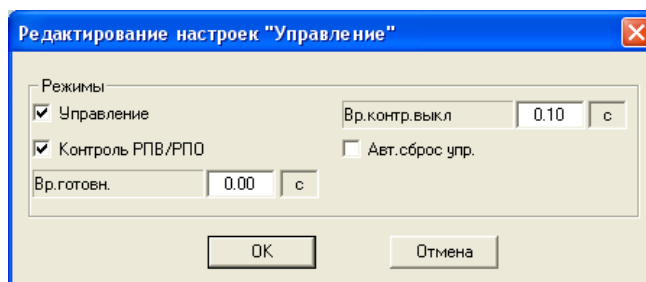 Редактирование настроек "Управление"
Режимы
Управление
Вр.контр.выкл 0.10 с
Контроль РПВ/РПО
Авт.сброс упр.
Вр.готовн. 0.00 с
OK Отмена